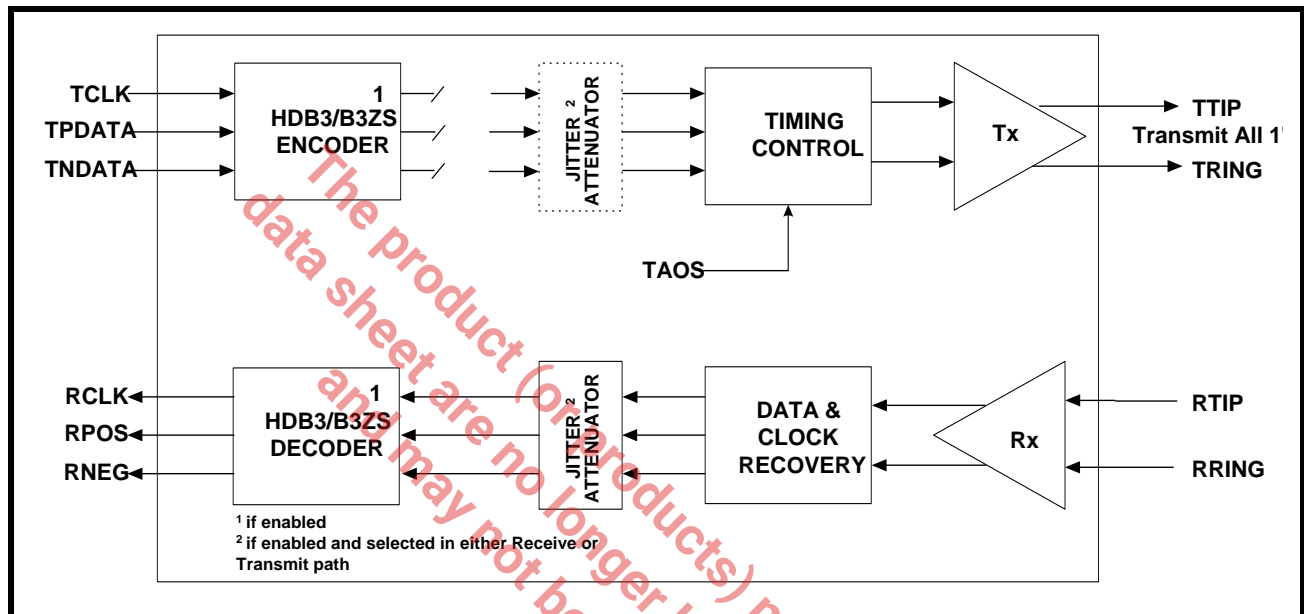 TCLK
TPDATA
TNDATA
1
HDB3/B3ZS
ENCODER
JITTER 2
ATTENUATOR
TIMING
CONTROL
Tx
TTIP
Transmit All 1'
TRING
TAOS
RCLK
RPOS
RNEG
1
HDB3/B3ZS
DECODER
JITTER 2
ATTENUATOR
DATA &
CLOCK
RECOVERY
Rx
RTIP
RRING
1 if enabled
2 if enabled and selected in either Receive or
Transmit path
The product (or products)
data sheet are no longer
and may not be